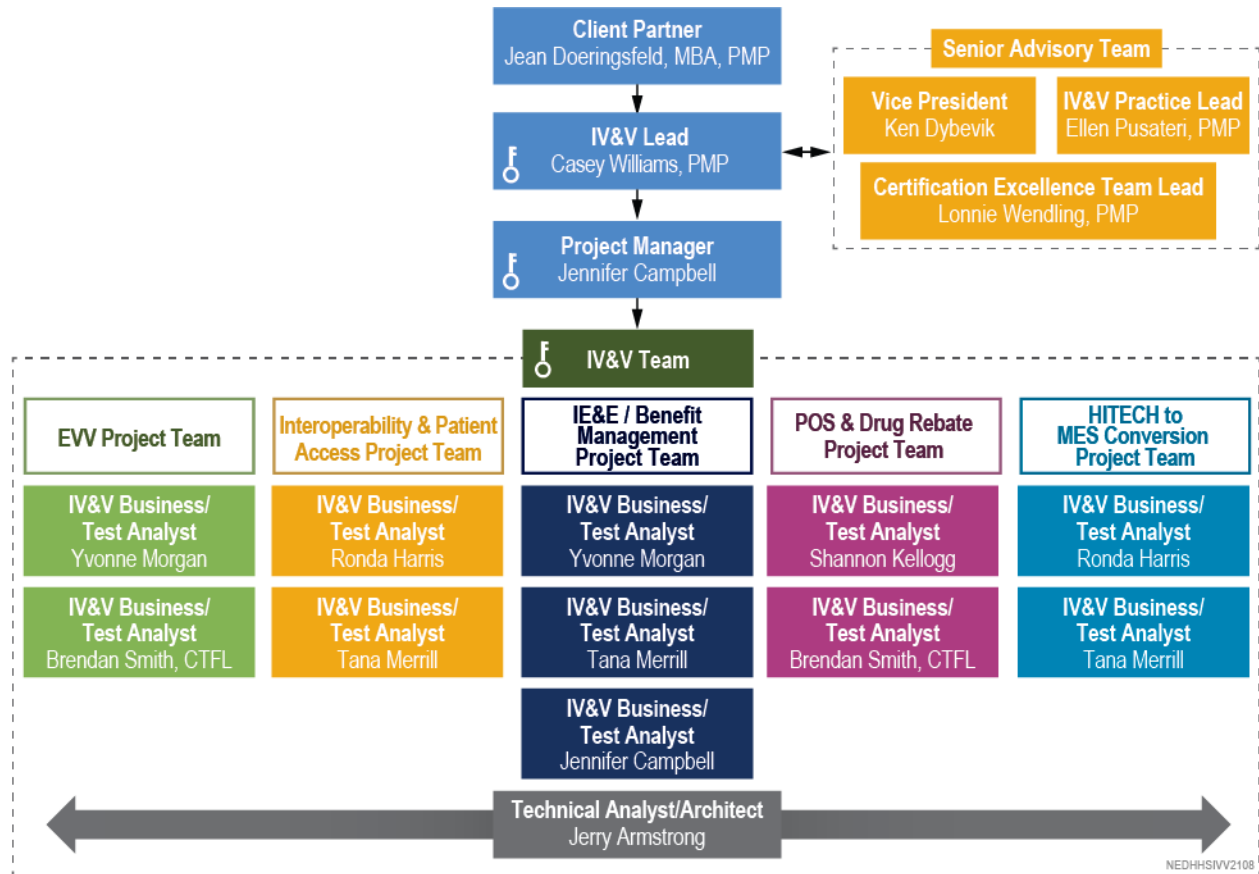 Client Partner
Jean Doeringsfeld, MBA, PMP
Senior Advisory Team
Vice President
Ken Dybevik
IV&V Practice Lead
Ellen Pusateri, PMP
IV&V Lead
Casey Williams, PMP
Certification Excellence Team Lead
Lonnie Wendling, PMP
Project Manager
Jennifer Campbell
IV&V Team
EVV Project Team
Interoperability & Patient
Access Project Team
IE&E / Benefit
Management
Project Team
POS & Drug Rebate
Project Team
HITECH to
MES Conversion
Project Team
IV&V Business/
Test Analyst
Yvonne Morgan
IV&V Business/
Test Analyst
Ronda Harris
IV&V Business/
Test Analyst
Yvonne Morgan
IV&V Business/
Test Analyst
Shannon Kellogg
IV&V Business/
Test Analyst
Ronda Harris
IV&V Business/
Test Analyst
Brendan Smith, CTFL
IV&V Business/
Test Analyst
Tana Merrill
IV&V Business/
Test Analyst
Tana Merrill
IV&V Business/
Test Analyst
Brendan Smith, CTFL
IV&V Business/
Test Analyst
Tana Merrill
IV&V Business/
Test Analyst
Jennifer Campbell
Technical Analyst/Architect
Jerry Armstrong
NEDHHSIVV2108